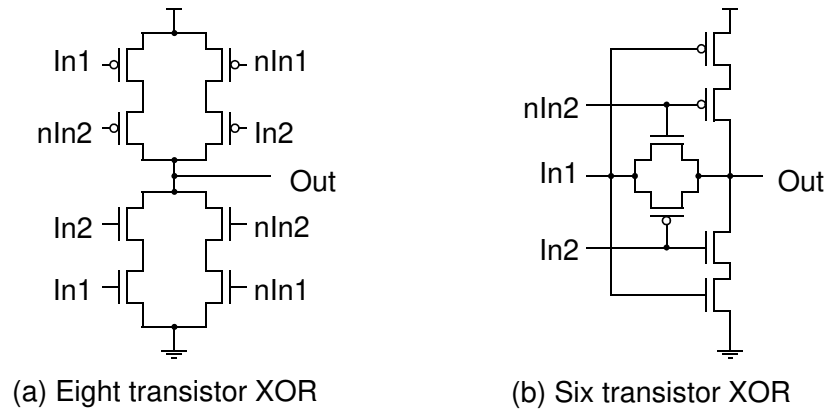 In1
nIn1
nIn2
In2
Out
In2
nIn2
In1
nIn1
(a) Eight transistor XOR
nIn2
In1
Out
In2
(b) Six transistor XOR